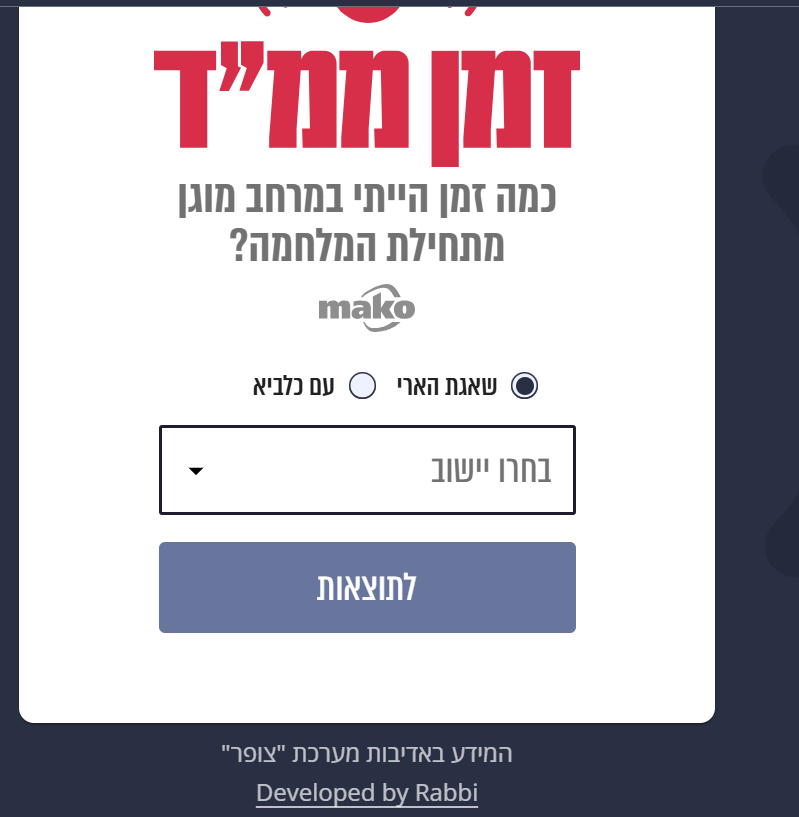 זמן ממ״ד
כמה זמן הייתי במרחב מוגן
מתחילת המלחמה?
mako
שאגת הארי עם כלביא
בחרו יישוב
לתוצאות
המידע באדיבות מערכת "צופר"
Developed by Rabbi